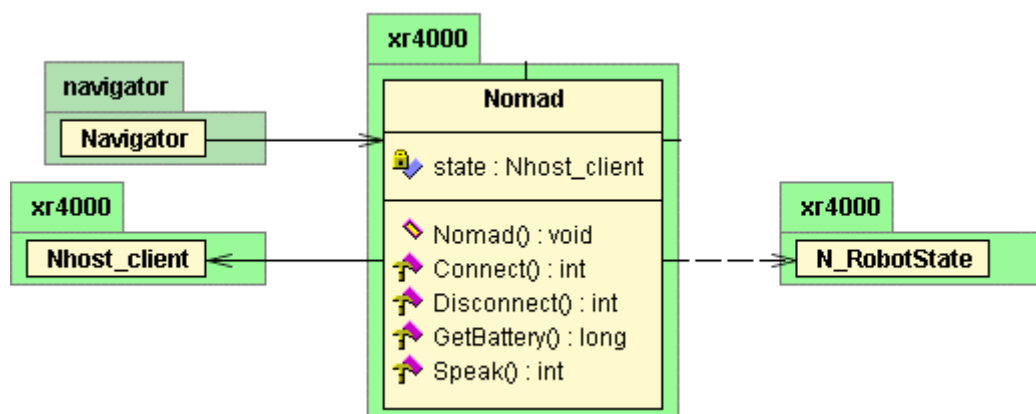 xr4000
Nomad
state : Nhost_client
Nomad() : void
Connect() : int
Disconnect() : int
GetBattery() : long
Speak() : int
navigator
Navigator
xr4000
Nhost_client
xr4000
N_RobotState